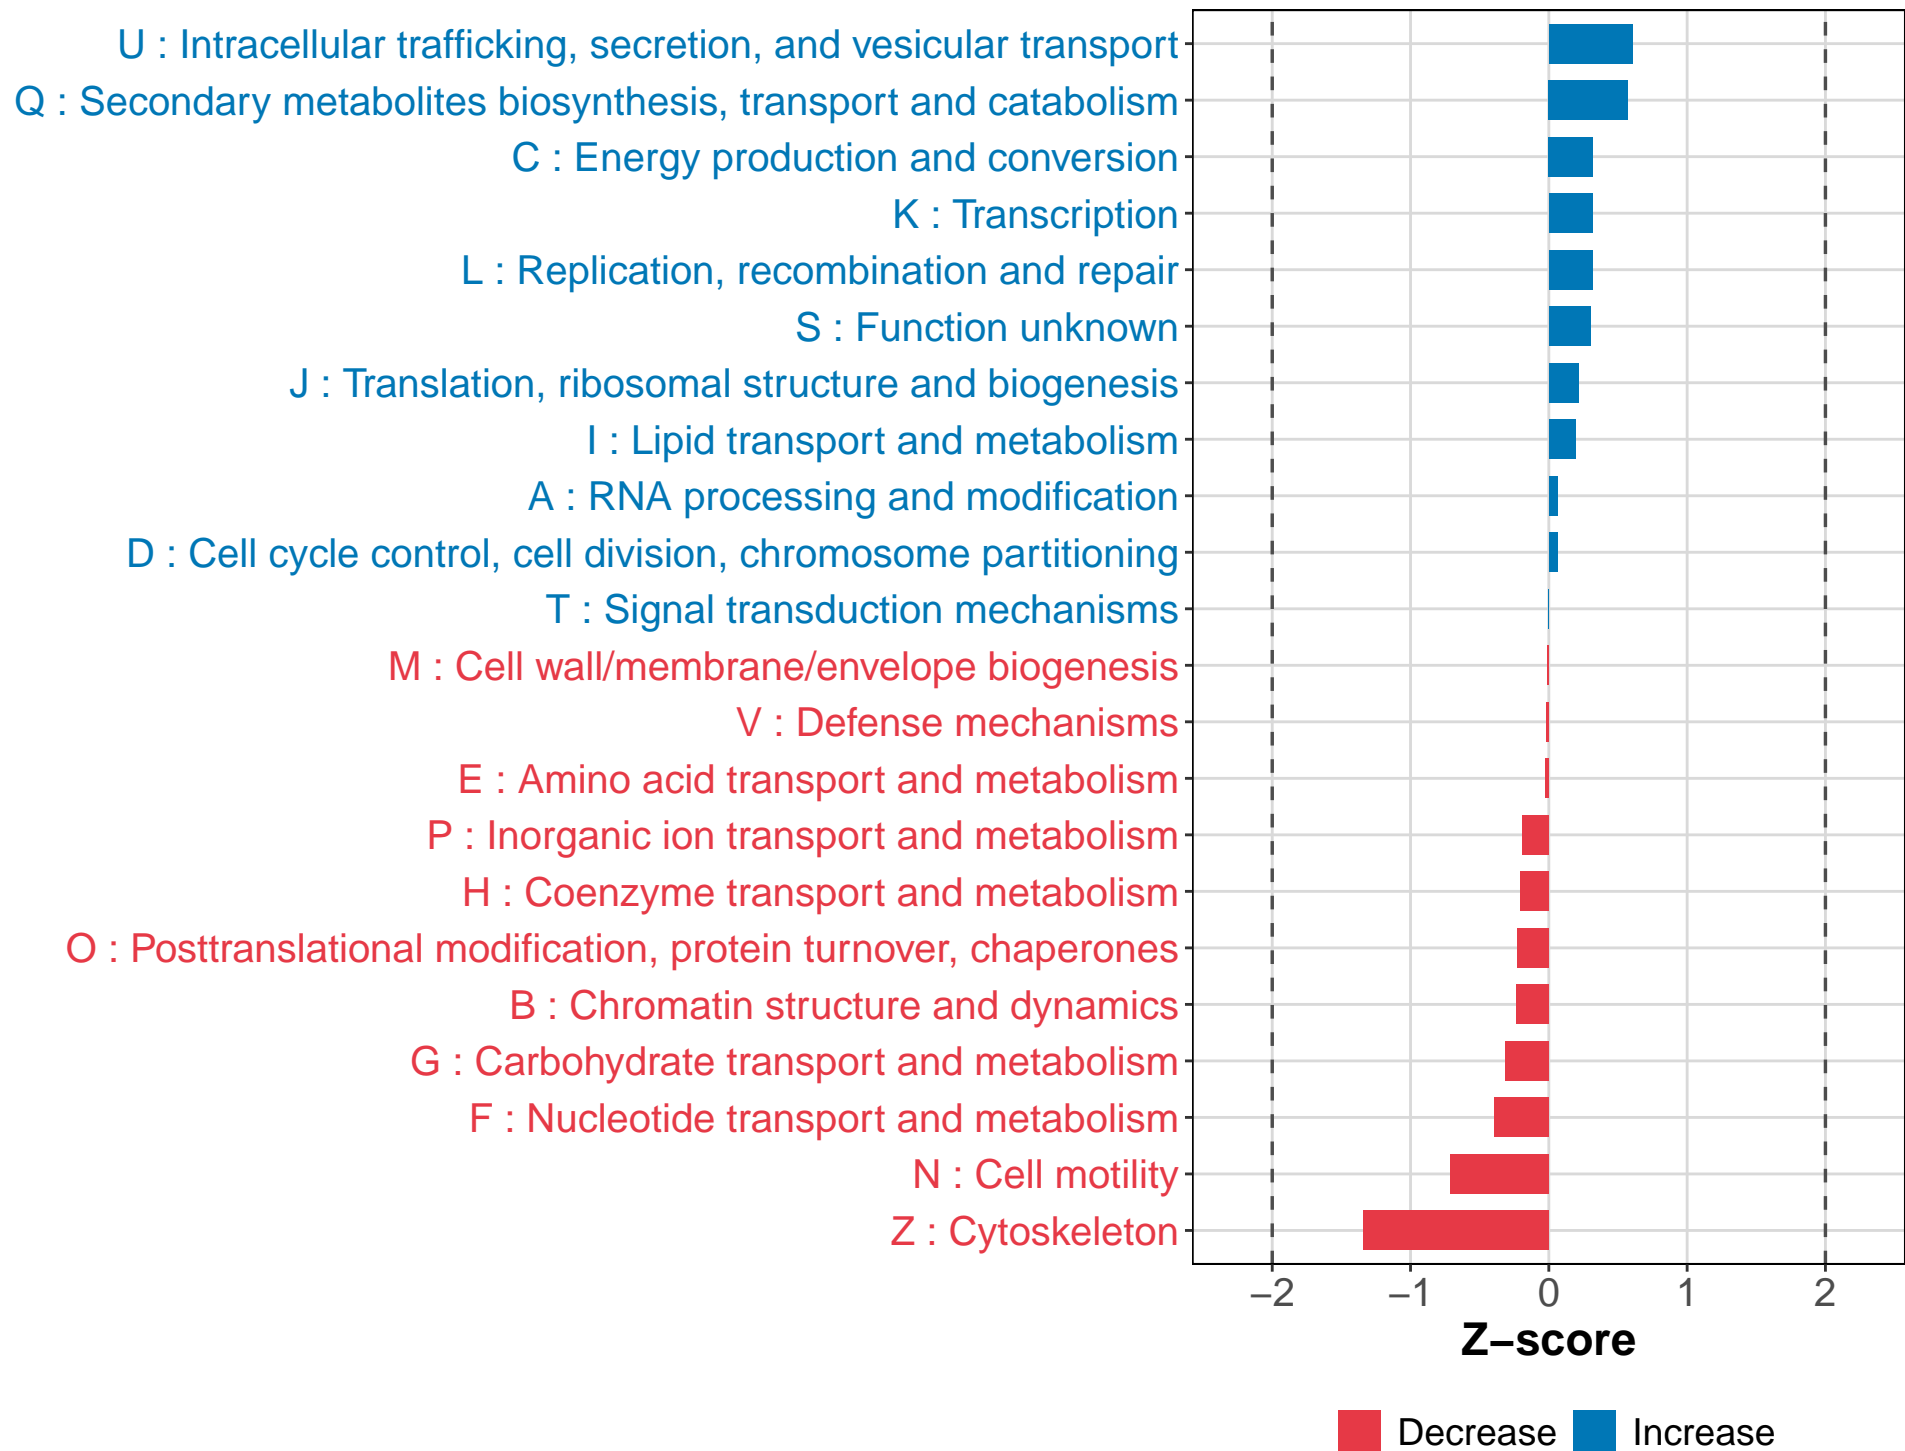 U : Intracellular trafficking, secretion, and vesicular transport
Q : Secondary metabolites biosynthesis, transport and catabolism
C : Energy production and conversion
K : Transcription
L : Replication, recombination and repair
S : Function unknown
J : Translation, ribosomal structure and biogenesis
I : Lipid transport and metabolism
A : RNA processing and modification
D : Cell cycle control, cell division, chromosome partitioning
T : Signal transduction mechanisms
M : Cell wall/membrane/envelope biogenesis
V : Defense mechanisms
E : Amino acid transport and metabolism
P : Inorganic ion transport and metabolism
H : Coenzyme transport and metabolism
O : Posttranslational modification, protein turnover, chaperones
B : Chromatin structure and dynamics
G : Carbohydrate transport and metabolism
F : Nucleotide transport and metabolism
N : Cell motility
Z : Cytoskeleton
−2 −1 0 1 2
Z−score
Decrease Increase